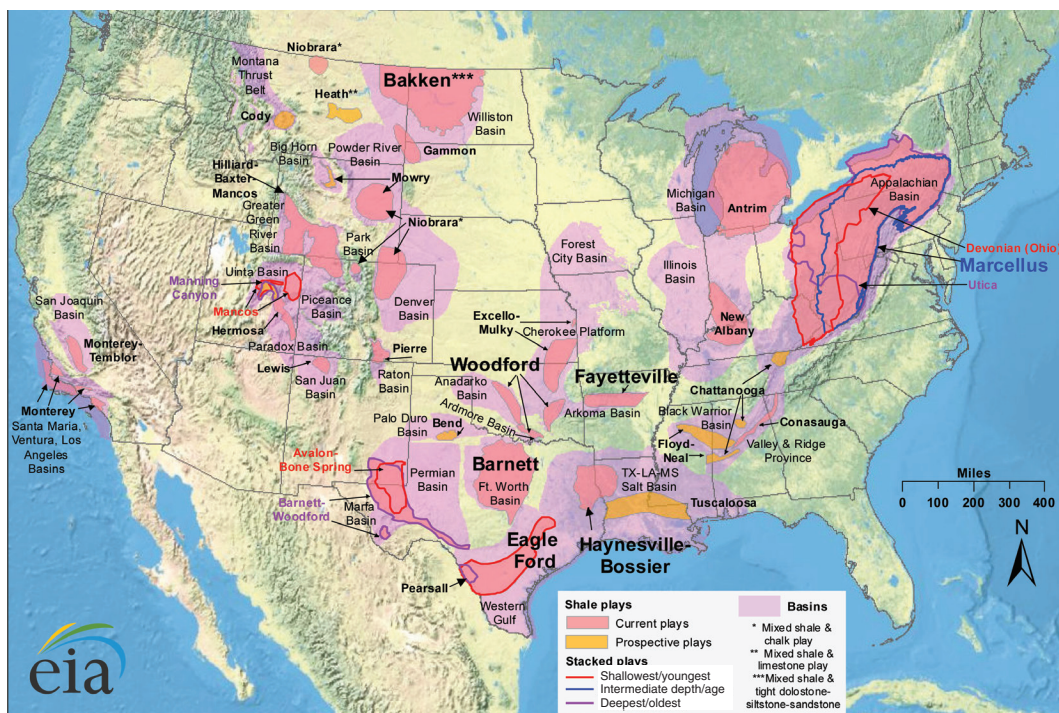 Niobrara*
Montana
Thrust
Belt
Bakken***
Heath**
Cody
Williston
Basin
Big Horn
Basin
Powder River
Basin
Gammon
Hilliard-
Baxter-
Mancos
Mowry
Greater
Green
River
Basin
Niobrara*
Park
Basin
Michigan
Basin
Antrim
Appalachian
Basin
Devonian (Ohio)
Marcellus
Utica
Forest
City Basin
Illinois
Basin
Uinta Basin
Manning
Canyon
Mancos
Piceance
Basin
Denver
Basin
San Joaquin
Basin
Hermosa
Excello-
Mulky
Cherokee Platform
New
Albany
Monterey-
Temblor
Paradox Basin
Pierre
Lewis
San Juan
Basin
Raton
Basin
Woodford
Anadarko
Basin
Fayetteville
Chattanooga
Monterey
Santa Maria,
Ventura, Los
Angeles
Basins
Palo Duro
Basin
Bend
Ardmore Basin
Arkoma Basin
Black Warrior
Basin
Conasauga
Floyd-
Neal
Valley & Ridge
Province
Avalon-
Bone Spring
Permian
Basin
Barnett
Ft. Worth
Basin
TX-LA-MS
Salt Basin
Tuscaloosa
Barnett-
Woodford
Marfa
Basin
Eagle
Ford
Haynesville-
Bossier
Pearsall
Western
Gulf
Miles
0 100 200 300 400
N
Shale plays
Current plays
Prospective plays
Stacked plays
Shallowest/youngest
Intermediate depth/age
Deepest/oldest
Basins
* Mixed shale &
chalk play
** Mixed shale &
limestone play
***Mixed shale &
tight dolostone-
siltstone-sandstone
eia